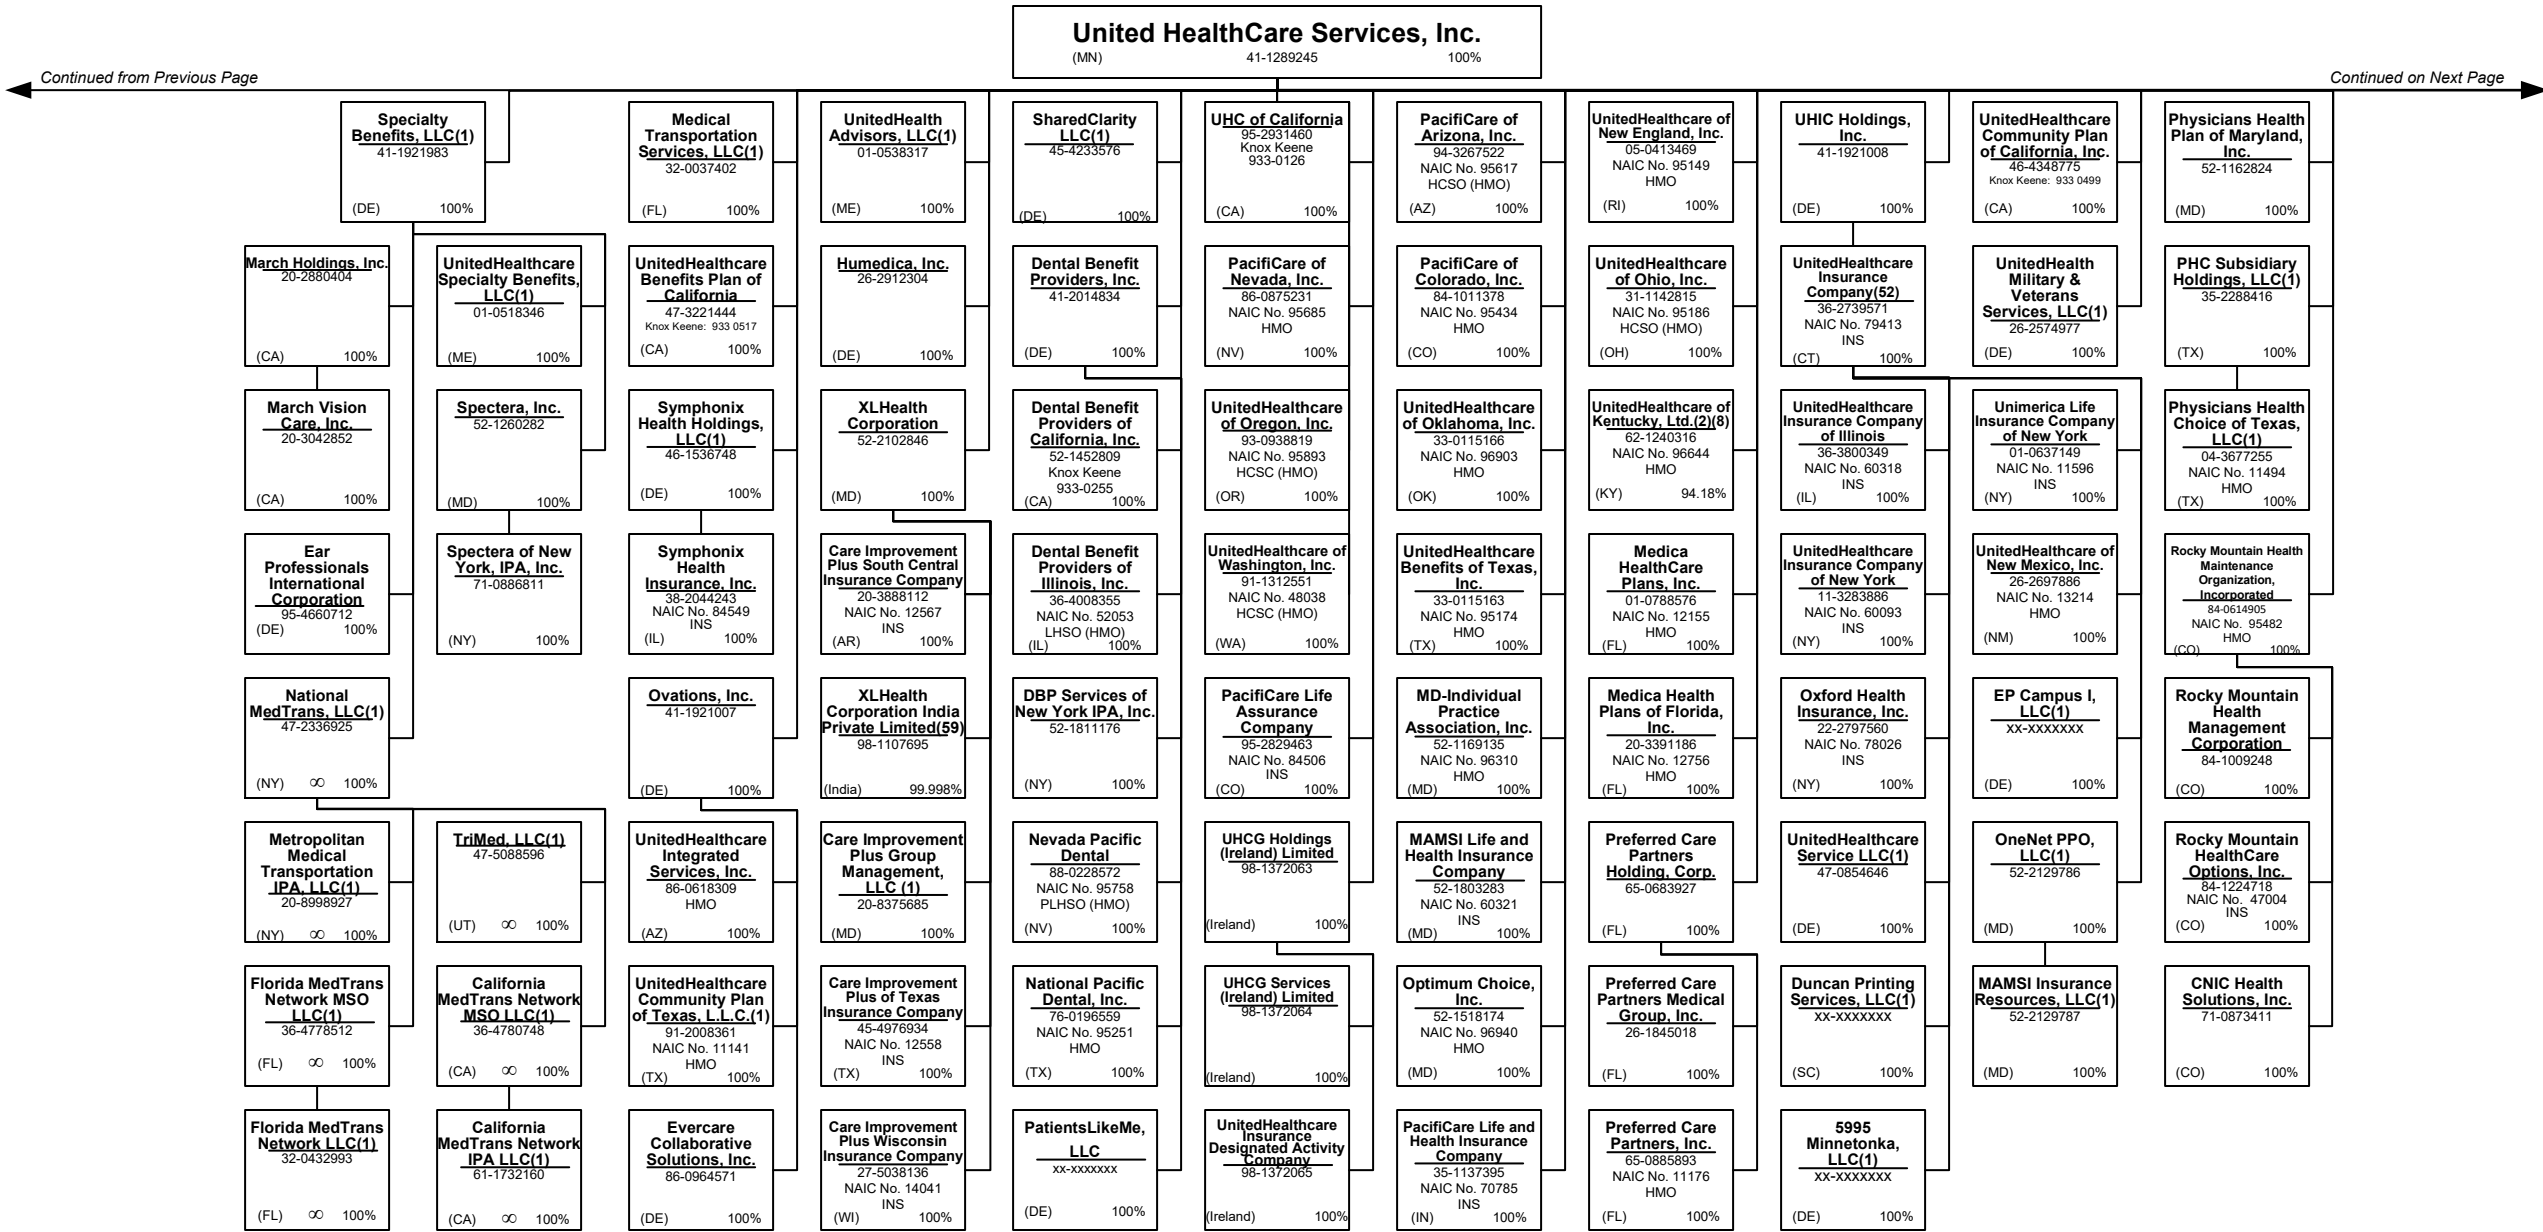 United HealthCare Services, Inc.
(MN) 41-1289245 100%
Continued from Previous Page
Continued on Next Page
Specialty
Benefits, LLC(1)
41-1921983
(DE) 100%
Medical
Transportation
Services, LLC(1)
32-0037402
(FL) 100%
UnitedHealth
Advisors, LLC(1)
01-0538317
(ME) 100%
SharedClarity
LLC(1)
45-4233576
(DE) 100%
UHC of California
95-2931460
Knox Keene
933-0126
(CA) 100%
PacifiCare of
Arizona, Inc.
94-3267522
NAIC No. 95617
HCSO (HMO)
(AZ) 100%
UnitedHealthcare of
New England, Inc.
05-0413469
NAIC No. 95149
HMO
(RI) 100%
UHIC Holdings,
Inc.
41-1921008
(DE) 100%
UnitedHealthcare
Community Plan
of California, Inc.
46-4348775
Knox Keene: 933 0499
(CA) 100%
Physicians Health
Plan of Maryland,
Inc.
52-1162824
(MD) 100%
March Holdings, Inc.
20-2880404
(CA) 100%
UnitedHealthcare
Specialty Benefits,
LLC(1)
01-0518346
(ME) 100%
UnitedHealthcare
Benefits Plan of
California
47-3221444
Knox Keene: 933 0517
(CA) 100%
Humedica, Inc.
26-2912304
(DE) 100%
Dental Benefit
Providers, Inc.
41-2014834
(DE) 100%
PacifiCare of
Nevada, Inc.
86-0875231
NAIC No. 95685
HMO
(NV) 100%
PacifiCare of
Colorado, Inc.
84-1011378
NAIC No. 95434
HMO
(CO) 100%
UnitedHealthcare
of Ohio, Inc.
31-1142815
NAIC No. 95186
HCSO (HMO)
(OH) 100%
UnitedHealthcare
Insurance
Company(52)
36-2739571
NAIC No. 79413
INS
(CT) 100%
UnitedHealth
Military &
Veterans
Services, LLC(1)
26-2574977
(DE) 100%
PHC Subsidiary
Holdings, LLC(1)
35-2288416
(TX) 100%
March Vision
Care, Inc.
20-3042852
(CA) 100%
Spectera, Inc.
52-1260282
(MD) 100%
Symphonix
Health Holdings,
LLC(1)
46-1536748
(DE) 100%
XLHealth
Corporation
52-2102846
(MD) 100%
Dental Benefit
Providers of
California, Inc.
52-1452809
Knox Keene
933-0255
(CA) 100%
UnitedHealthcare
of Oregon, Inc.
93-0938819
NAIC No. 95893
HCSC (HMO)
(OR) 100%
UnitedHealthcare
of Oklahoma, Inc.
33-0115166
NAIC No. 96903
HMO
(OK) 100%
UnitedHealthcare of
Kentucky, Ltd.(2)(8)
62-1240316
NAIC No. 96644
HMO
(KY) 94.18%
UnitedHealthcare
Insurance Company
of Illinois
36-3800349
NAIC No. 60318
INS
(IL) 100%
Unimerica Life
Insurance Company
of New York
01-0637149
NAIC No. 11596
INS
(NY) 100%
Physicians Health
Choice of Texas,
LLC(1)
04-3677255
NAIC No. 11494
HMO
(TX) 100%
Ear
Professionals
International
Corporation
95-4660712
(DE) 100%
Spectera of New
York, IPA, Inc.
71-0886811
(NY) 100%
Symphonix
Health
Insurance, Inc.
38-2044243
NAIC No. 84549
INS
(IL) 100%
Care Improvement
Plus South Central
Insurance Company
20-3888112
NAIC No. 12567
INS
(AR) 100%
Dental Benefit
Providers of
Illinois, Inc.
36-4008355
NAIC No. 52053
LHSO (HMO)
(IL) 100%
UnitedHealthcare of
Washington, Inc.
91-1312551
NAIC No. 48038
HCSC (HMO)
(WA) 100%
UnitedHealthcare
Benefits of Texas,
Inc.
33-0115163
NAIC No. 95174
HMO
(TX) 100%
Medica
HealthCare
Plans, Inc.
01-0788576
NAIC No. 12155
HMO
(FL) 100%
UnitedHealthcare
Insurance Company
of New York
11-3283886
NAIC No. 60093
INS
(NY) 100%
UnitedHealthcare of
New Mexico, Inc.
26-2697886
NAIC No. 13214
HMO
(NM) 100%
Rocky Mountain Health
Maintenance
Organization,
Incorporated
84-0614905
NAIC No. 95482
HMO
(CO) 100%
National
MedTrans, LLC(1)
47-2336925
(NY) ∞ 100%
Ovations, Inc.
41-1921007
(DE) 100%
XLHealth
Corporation India
Private Limited(59)
98-1107695
(India) 99.998%
DBP Services of
New York IPA, Inc.
52-1811176
(NY) 100%
PacifiCare Life
Assurance
Company
95-2829463
NAIC No. 84506
INS
(CO) 100%
MD-Individual
Practice
Association, Inc.
52-1169135
NAIC No. 96310
HMO
(MD) 100%
Medica Health
Plans of Florida,
Inc.
20-3391186
NAIC No. 12756
HMO
(FL) 100%
Oxford Health
Insurance, Inc.
22-2797560
NAIC No. 78026
INS
(NY) 100%
EP Campus I,
LLC(1)
xx-xxxxxxx
(DE) 100%
Rocky Mountain
Health
Management
Corporation
84-1009248
(CO) 100%
Metropolitan
Medical
Transportation
IPA, LLC(1)
20-8998927
(NY) ∞ 100%
TriMed, LLC(1)
47-5088596
(UT) ∞ 100%
UnitedHealthcare
Integrated
Services, Inc.
86-0618309
HMO
(AZ) 100%
Care Improvement
Plus Group
Management,
LLC (1)
20-8375685
(MD) 100%
Nevada Pacific
Dental
88-0228572
NAIC No. 95758
PLHSO (HMO)
(NV) 100%
UHCG Holdings
(Ireland) Limited
98-1372063
(Ireland) 100%
MAMSI Life and
Health Insurance
Company
52-1803283
NAIC No. 60321
INS
(MD) 100%
Preferred Care
Partners
Holding, Corp.
65-0683927
(FL) 100%
UnitedHealthcare
Service LLC(1)
47-0854646
(DE) 100%
OneNet PPO,
LLC(1)
52-2129786
(MD) 100%
Rocky Mountain
HealthCare
Options, Inc.
84-1224718
NAIC No. 47004
INS
(CO) 100%
Florida MedTrans
Network MSO
LLC(1)
36-4778512
(FL) ∞ 100%
California
MedTrans Network
MSO LLC(1)
36-4780748
(CA) ∞ 100%
UnitedHealthcare
Community Plan
of Texas, L.L.C.(1)
91-2008361
NAIC No. 11141
HMO
(TX) 100%
Care Improvement
Plus of Texas
Insurance Company
45-4976934
NAIC No. 12558
INS
(TX) 100%
National Pacific
Dental, Inc.
76-0196559
NAIC No. 95251
HMO
(TX) 100%
UHCG Services
(Ireland) Limited
98-1372064
(Ireland) 100%
Optimum Choice,
Inc.
52-1518174
NAIC No. 96940
HMO
(MD) 100%
Preferred Care
Partners Medical
Group, Inc.
26-1845018
(FL) 100%
Duncan Printing
Services, LLC(1)
xx-xxxxxxx
(SC) 100%
MAMSI Insurance
Resources, LLC(1)
52-2129787
(MD) 100%
CNIC Health
Solutions, Inc.
71-0873411
(CO) 100%
Florida MedTrans
Network LLC(1)
32-0432993
(FL) ∞ 100%
California
MedTrans Network
IPA LLC(1)
61-1732160
(CA) ∞ 100%
Evercare
Collaborative
Solutions, Inc.
86-0964571
(DE) 100%
Care Improvement
Plus Wisconsin
Insurance Company
27-5038136
NAIC No. 14041
INS
(WI) 100%
PatientsLikeMe,
LLC
xx-xxxxxxx
(DE) 100%
UnitedHealthcare
Insurance
Designated Activity
Company
98-1372065
(Ireland) 100%
PacifiCare Life and
Health Insurance
Company
35-1137395
NAIC No. 70785
INS
(IN) 100%
Preferred Care
Partners, Inc.
65-0885893
NAIC No. 11176
HMO
(FL) 100%
5995
Minnetonka,
LLC(1)
xx-xxxxxxx
(DE) 100%